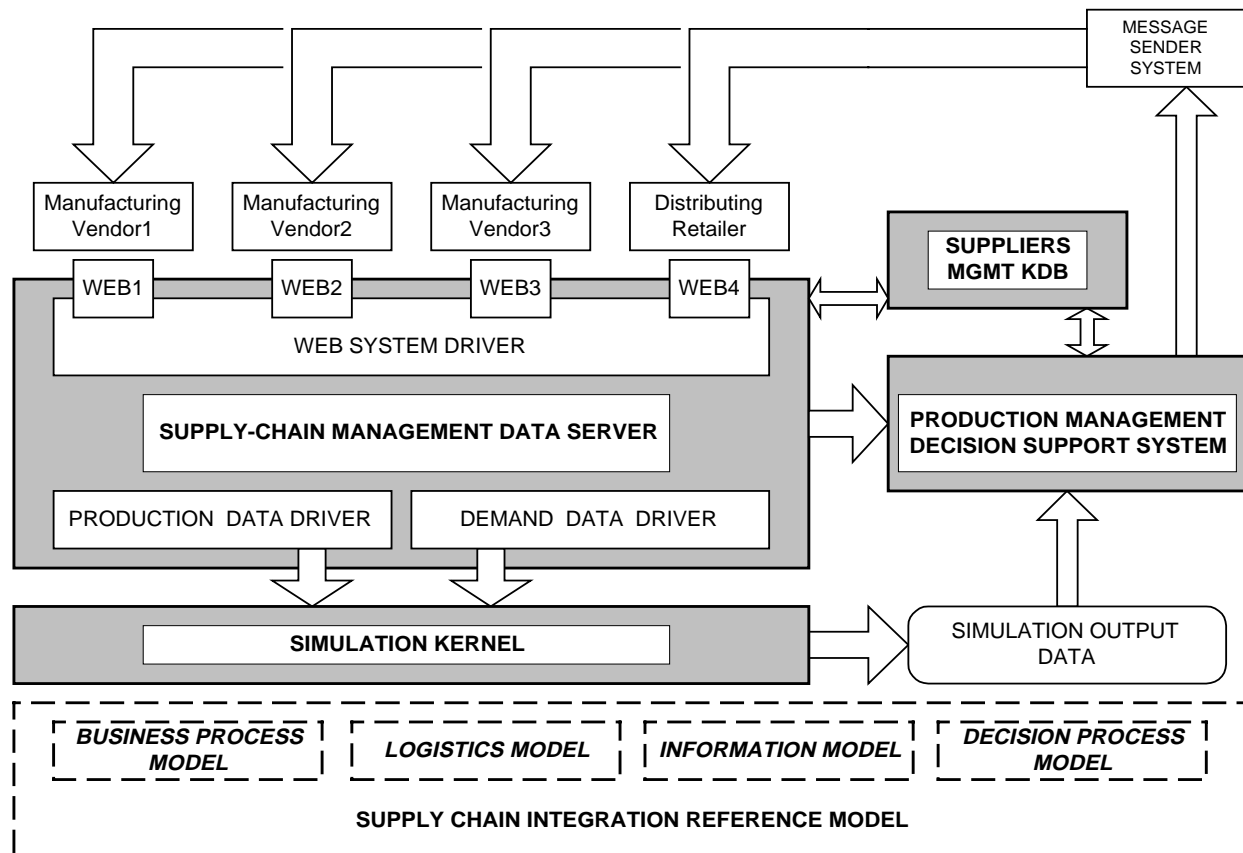 MESSAGE
SENDER
SYSTEM
Manufacturing
Vendor1
Manufacturing
Vendor2
Manufacturing
Vendor3
Distributing
Retailer
SUPPLIERS
MGMT KDB
WEB1
WEB2
WEB3
WEB4
WEB SYSTEM DRIVER
SUPPLY-CHAIN MANAGEMENT DATA SERVER
PRODUCTION MANAGEMENT
DECISION SUPPORT SYSTEM
PRODUCTION DATA DRIVER
DEMAND DATA DRIVER
SIMULATION KERNEL
SIMULATION OUTPUT
DATA
BUSINESS PROCESS
MODEL
LOGISTICS MODEL
INFORMATION MODEL
DECISION PROCESS
MODEL
SUPPLY CHAIN INTEGRATION REFERENCE MODEL